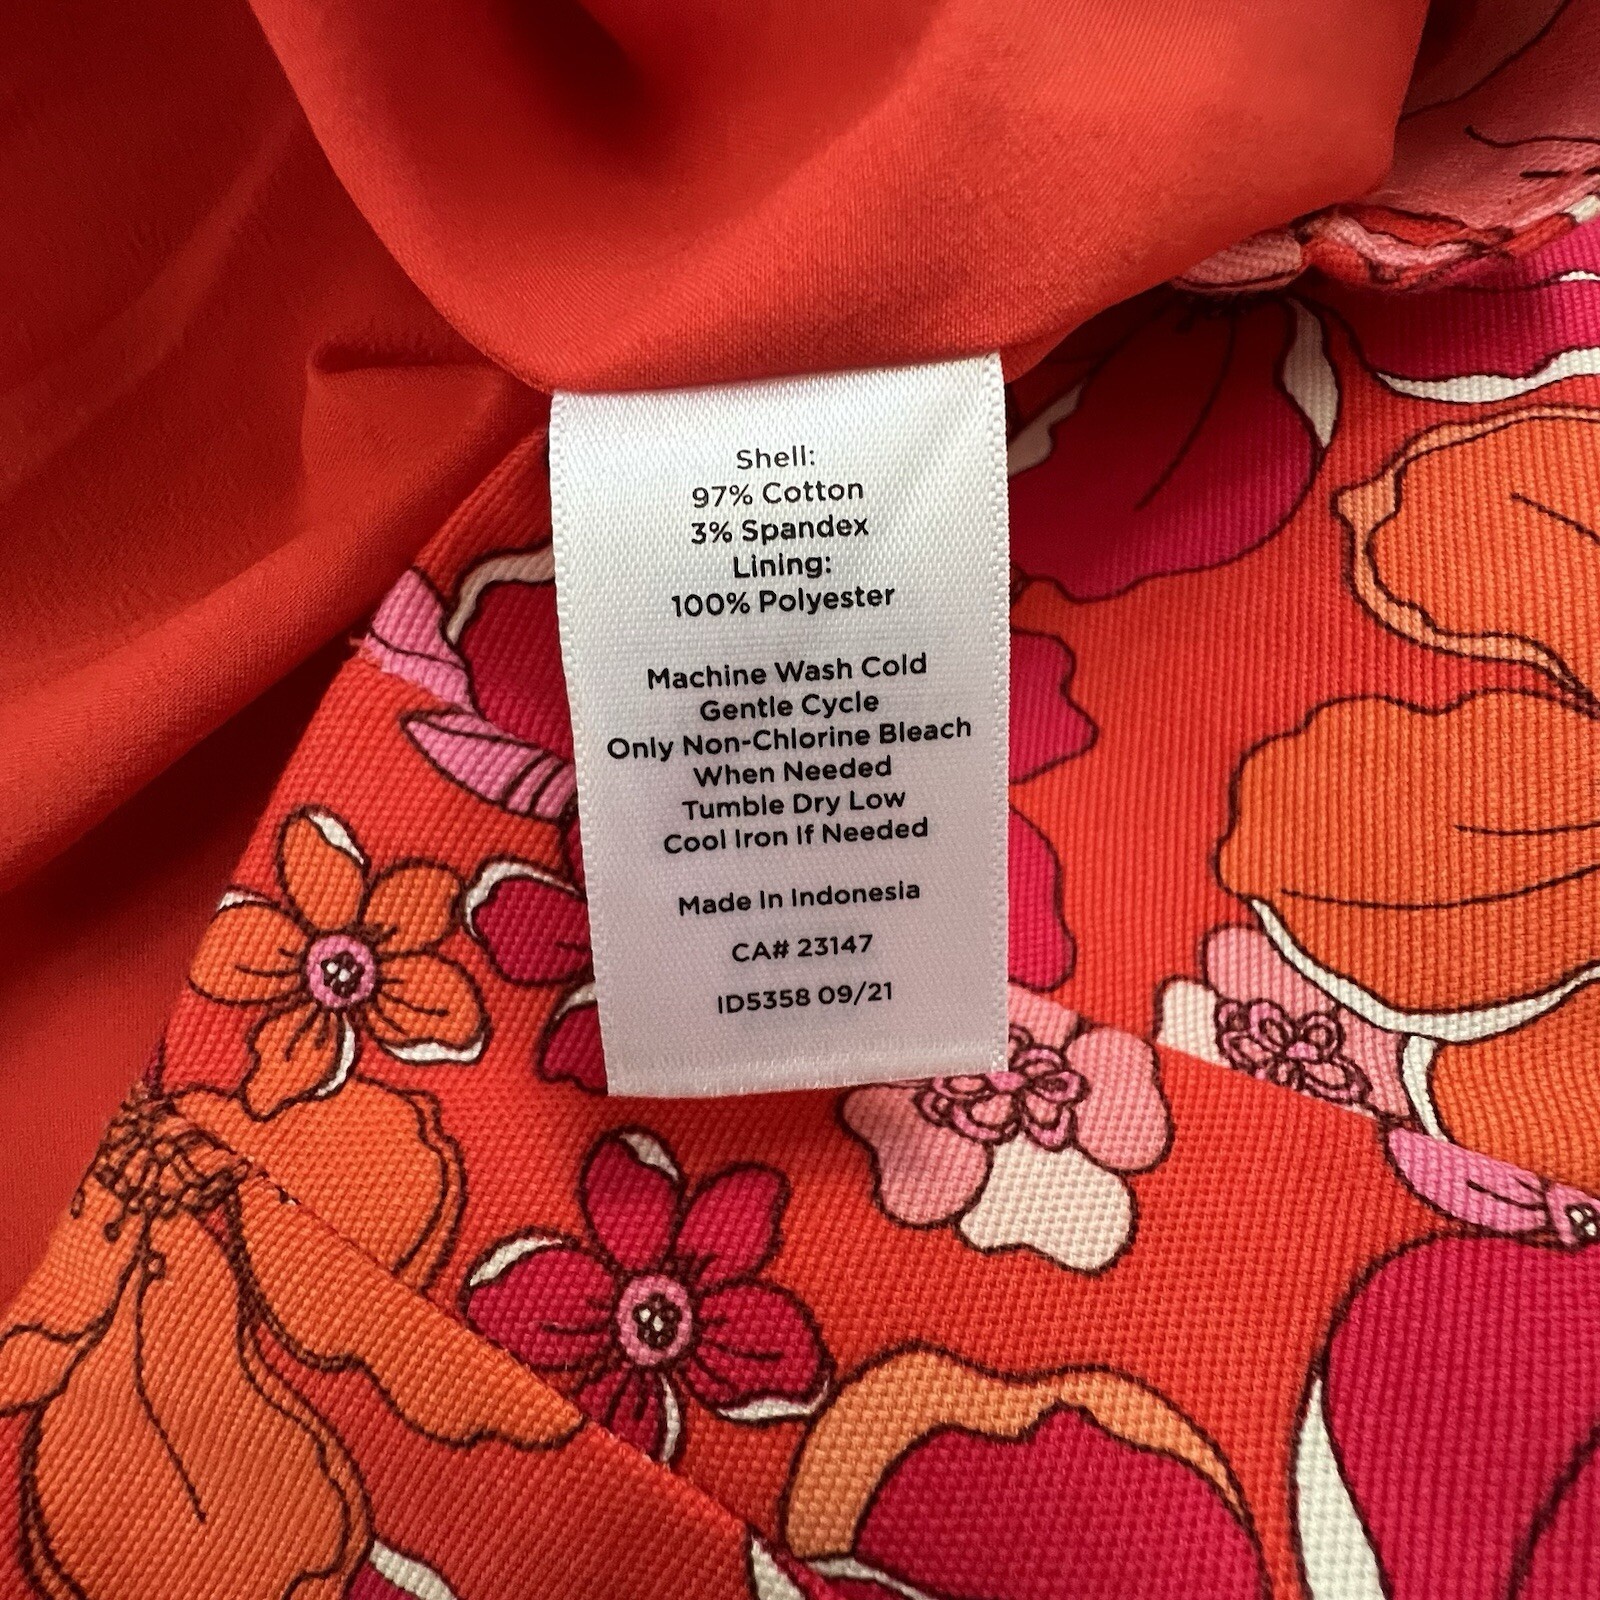 Shell:
97% Cotton
3% Spandex
Lining:
100% Polyester
Machine Wash Cold
Gentle Cycle
Only Non-Chlorine Bleach
When Needed
Tumble Dry Low
Cool Iron If Needed
Made In Indonesia
CA# 23147
ID5358 09/21